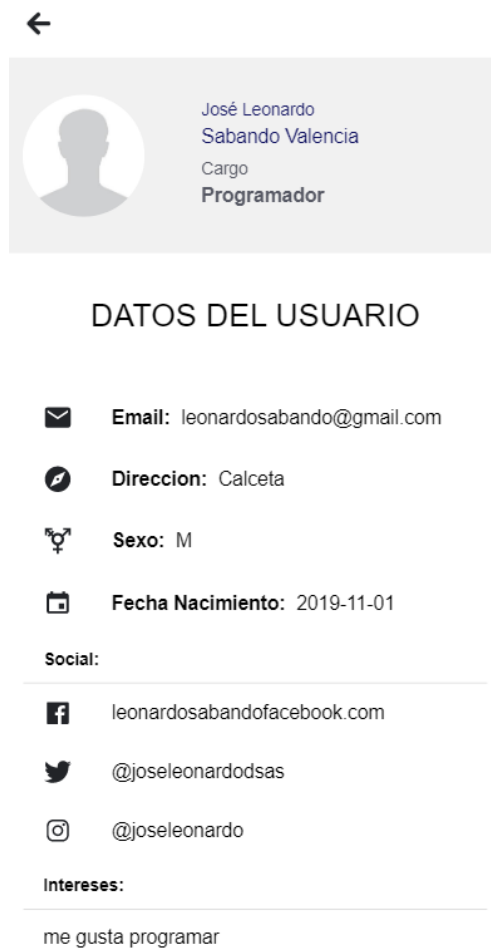 José Leonardo
Sabando Valencia
Cargo
Programador
DATOS DEL USUARIO
Email: leonardosabando@gmail.com
Direccion: Calceta
Sexo: M
Fecha Nacimiento: 2019-11-01
Social:
leonardosabandofacebook.com
@joseleonardodsas
@joseleonardo
Intereses:
me gusta programar